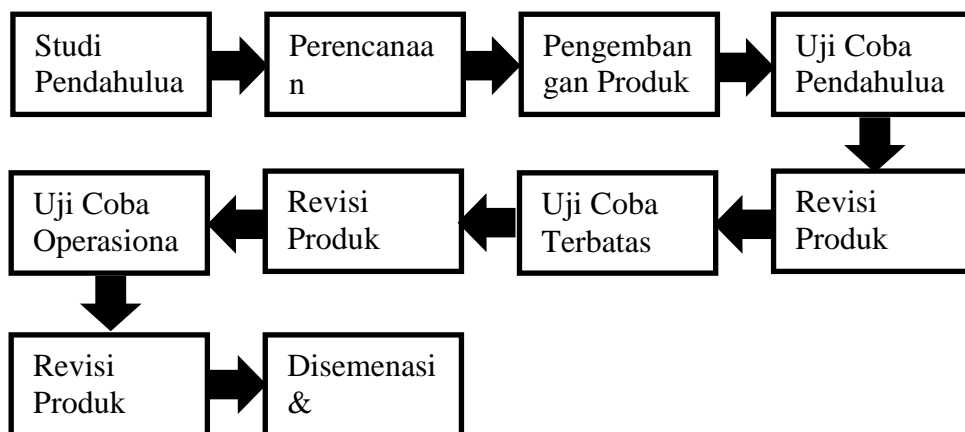 Studi
Pendahulua
Perencanaa
n
Pengemban
gan Produk
Uji Coba
Pendahulua
Revisi
Produk
Uji Coba
Terbatas
Revisi
Produk
Uji Coba
Operasiona
Revisi
Produk
Disemenasi
&